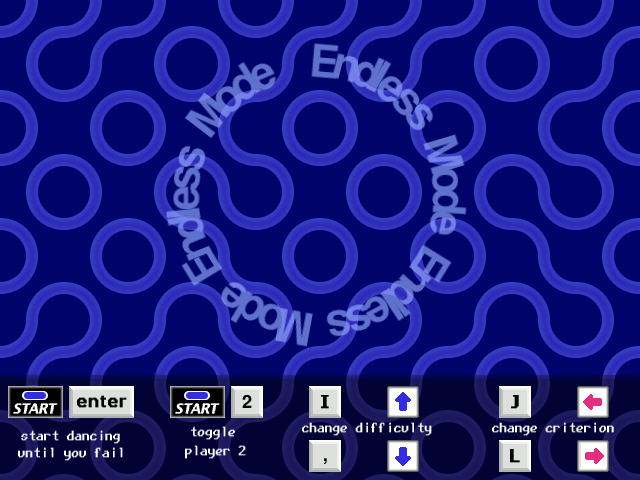 Endless Mode Endless Mode Endless Mode
START enter
start dancing
until you fail
START 2
toggle
player 2
I
change difficulty
,
J
change criterion
L